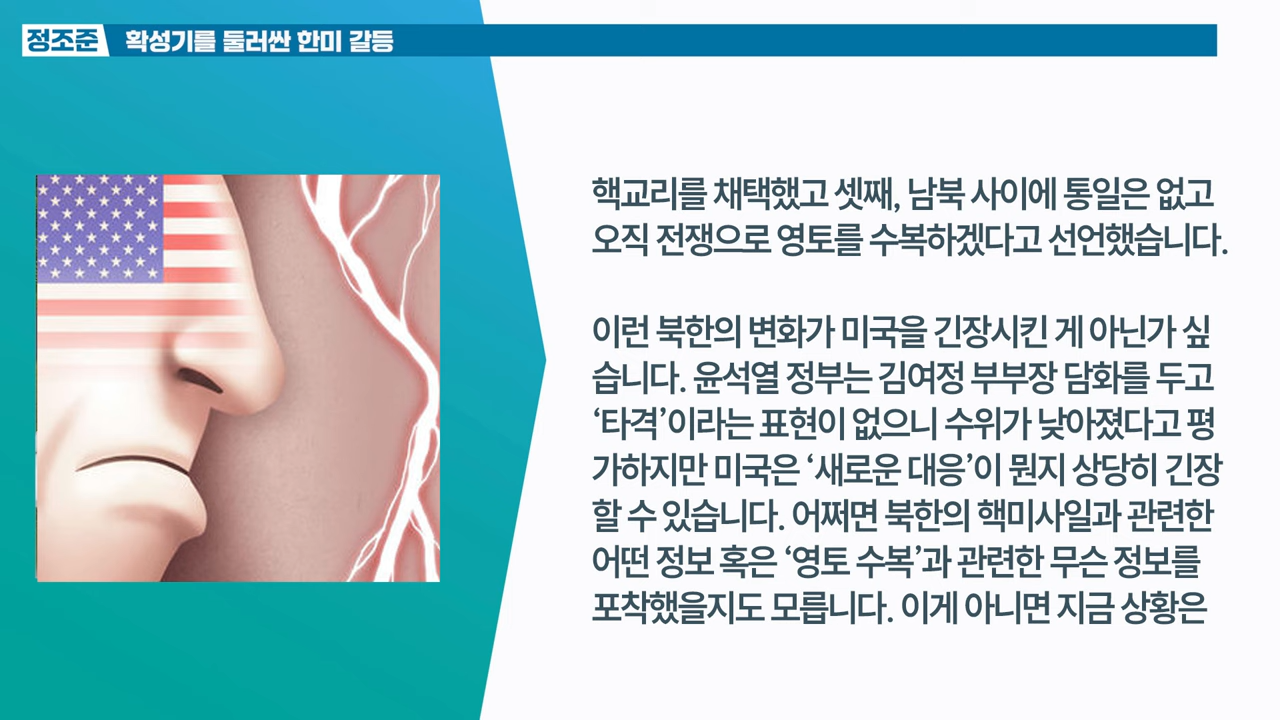 정조준 확성기를 둘러싼 한미 갈등
핵교리를 채택했고 셋째, 남북 사이에 통일은 없고
오직 전쟁으로 영토를 수복하겠다고 선언했습니다.
이런 북한의 변화가 미국을 긴장시킨 게 아닌가 싶
습니다. 윤석열 정부는 김여정 부부장 담화를 두고
‘타격’이라는 표현이 없으니 수위가 낮아졌다고 평
가하지만 미국은 ‘새로운 대응’이 뭔지 상당히 긴장
할 수 있습니다. 어쩌면 북한의 핵미사일과 관련한
어떤 정보 혹은 ‘영토 수복’과 관련한 무슨 정보를
포착했을지도 모릅니다. 이게 아니면 지금 상황은